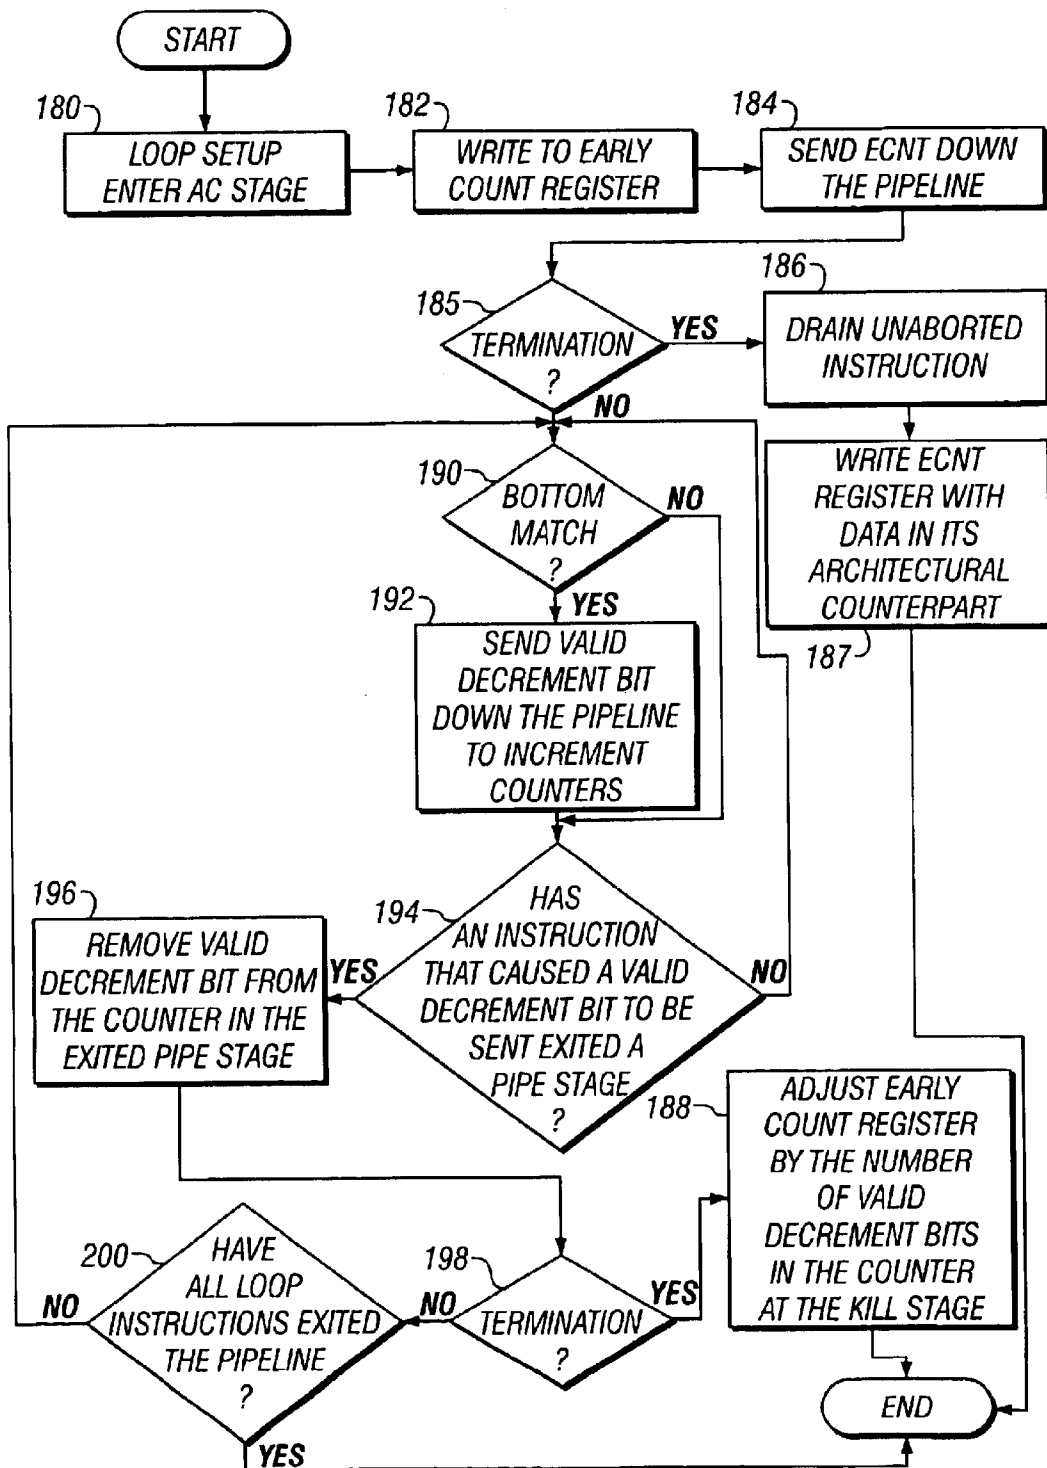 START
180
LOOP SETUP
ENTER AC STAGE
182
WRITE TO EARLY
COUNT REGISTER
184
SEND ECNT DOWN
THE PIPELINE
185
TERMINATION
?
YES
NO
186
DRAIN UNABORTED
INSTRUCTION
WRITE ECNT
REGISTER WITH
DATA IN ITS
ARCHITECTURAL
COUNTERPART
187
190
BOTTOM
MATCH
?
NO
YES
192
SEND VALID
DECREMENT BIT
DOWN THE PIPELINE
TO INCREMENT
COUNTERS
194
HAS
AN INSTRUCTION
THAT CAUSED A VALID
DECREMENT BIT TO BE
SENT EXITED A
PIPE STAGE
?
YES
NO
196
REMOVE VALID
DECREMENT BIT FROM
THE COUNTER IN THE
EXITED PIPE STAGE
188
ADJUST EARLY
COUNT REGISTER
BY THE NUMBER
OF VALID
DECREMENT BITS
IN THE COUNTER
AT THE KILL STAGE
198
TERMINATION
?
YES
NO
200
HAVE
ALL LOOP
INSTRUCTIONS EXITED
THE PIPELINE
?
NO
YES
END